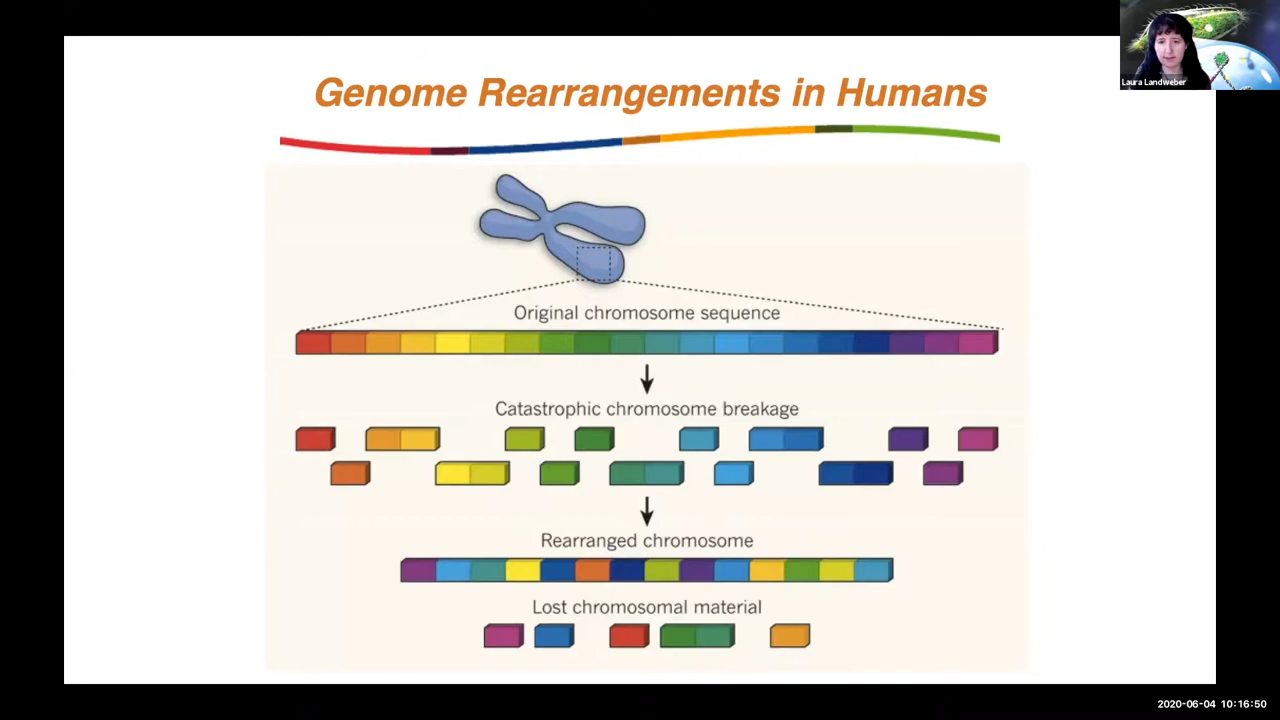 Genome Rearrangements in Humans
Laura Landweber
Original chromosome sequence
Catastrophic chromosome breakage
Rearranged chromosome
Lost chromosomal material
2020-06-04 10:16:50